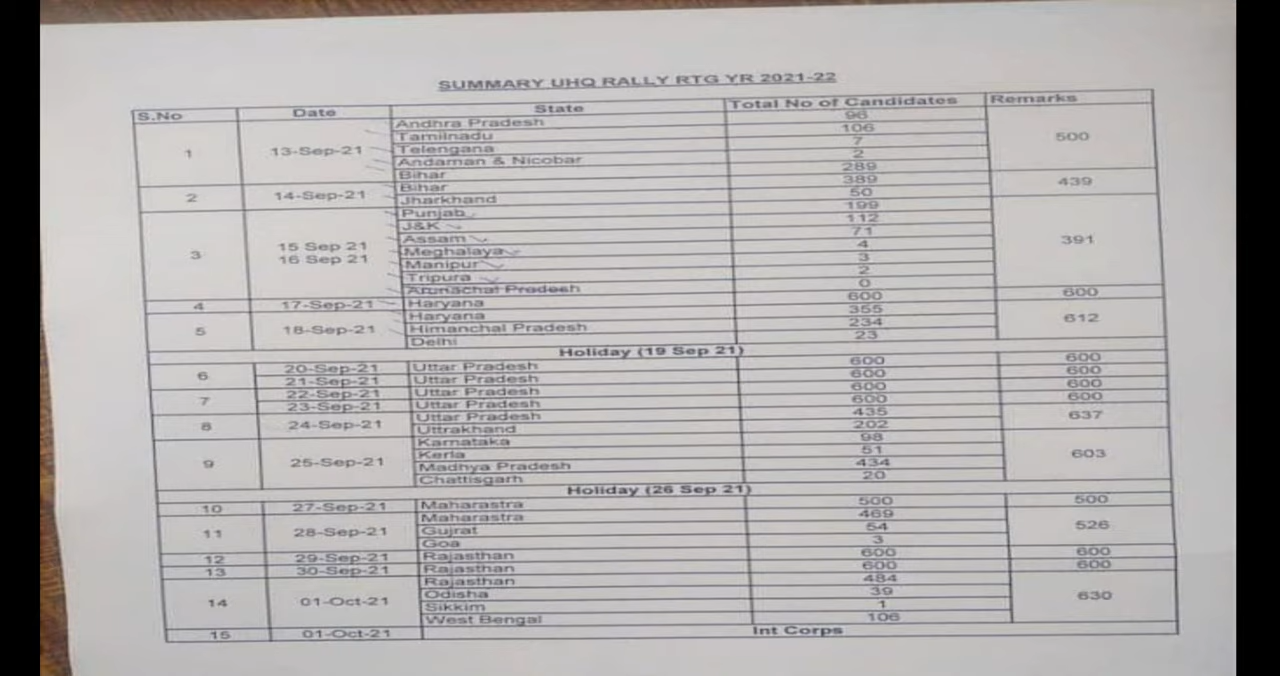 SUMMARY UHQ RALLY RTG YR 2021-22
S.No Date State Total No of Candidates Remarks
1 13-Sep-21 Andhra Pradesh 96 500
Tamilnadu 106
Telengana 7
Andaman & Nicobar 2
Bihar 289
2 14-Sep-21 Bihar 389 439
Jharkhand 50
3 15 Sep 21 16 Sep 21 Punjab 199 391
J&K 112
Assam 71
Meghalaya 4
Manipur 3
Tripura 2
Arunachal Pradesh 0
4 17-Sep-21 Haryana 600 600
5 18-Sep-21 Haryana 355 612
Himanchal Pradesh 234
Delhi 23
Holiday (19 Sep 21)
6 20-Sep-21 Uttar Pradesh 600 600
21-Sep-21 Uttar Pradesh 600 600
7 22-Sep-21 Uttar Pradesh 600 600
23-Sep-21 Uttar Pradesh 600 600
8 24-Sep-21 Uttar Pradesh 435 637
Uttrakhand 202
9 25-Sep-21 Karnataka 98 603
Kerla 51
Madhya Pradesh 434
Chattisgarh 20
Holiday (26 Sep 21)
10 27-Sep-21 Maharastra 500 500
11 28-Sep-21 Maharastra 469 526
Gujrat 54
Goa 3
12 29-Sep-21 Rajasthan 600 600
13 30-Sep-21 Rajasthan 600 600
14 01-Oct-21 Rajasthan 484 630
Odisha 39
Sikkim 1
West Bengal 106
15 01-Oct-21 Int Corps